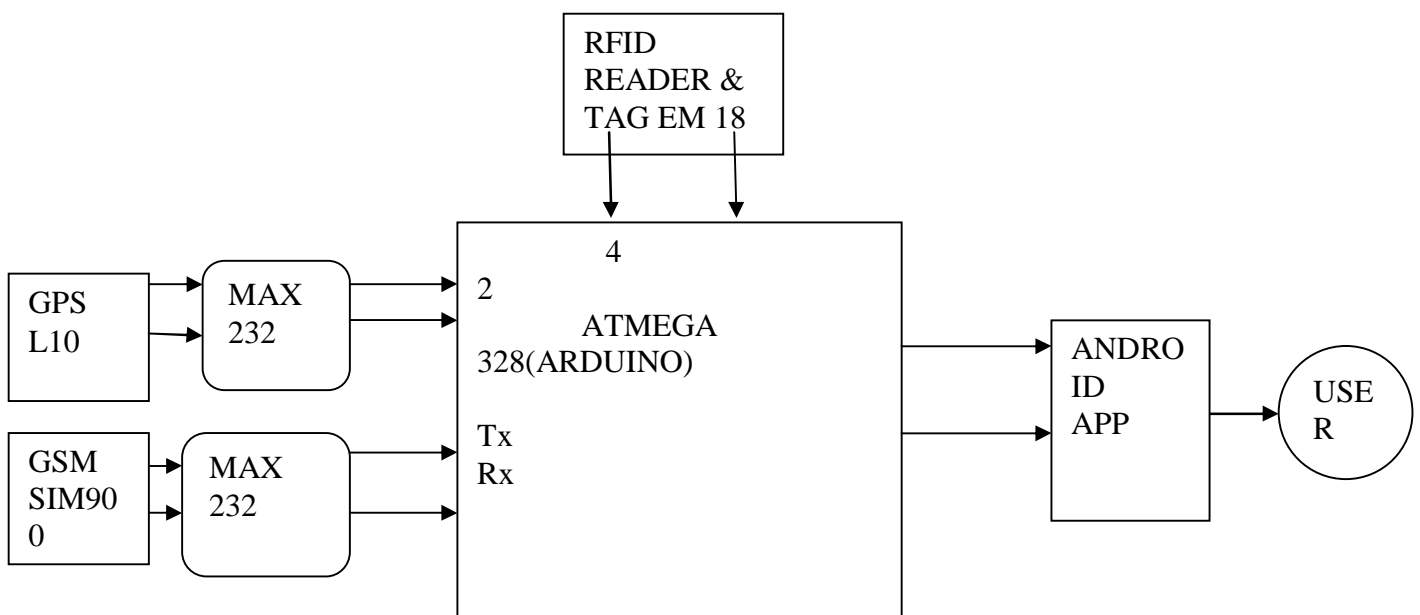 RFID
READER &
TAG EM 18
4
GPS
L10
MAX
232
2
ATMEGA
328(ARDUINO)
Tx
Rx
GSM
SIM90
0
MAX
232
ANDRO
ID
APP
USE
R